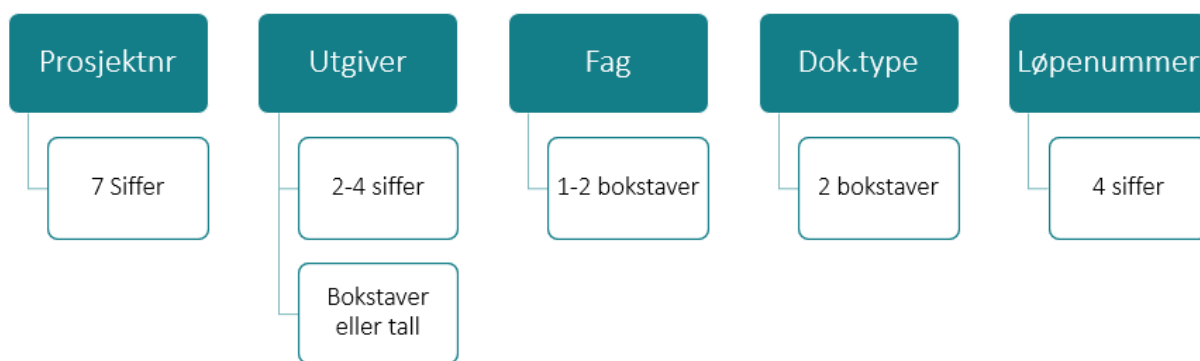 Prosjektnr
Utgiver
Fag
Dok.type
Løpenummer
7 Siffer
2-4 siffer
1-2 bokstaver
2 bokstaver
4 siffer
Bokstaver
eller tall